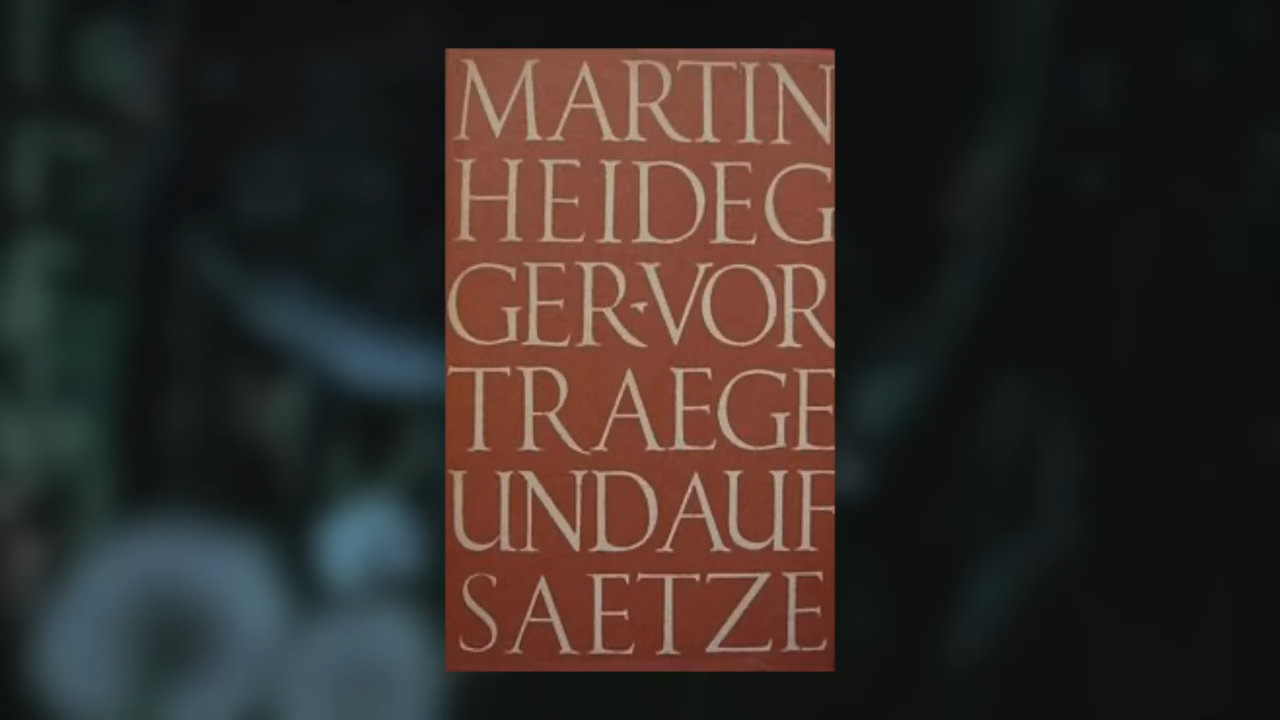 MARTIN
HEIDEG
GER·VOR
TRAEGE
UNDAUF
SAETZE